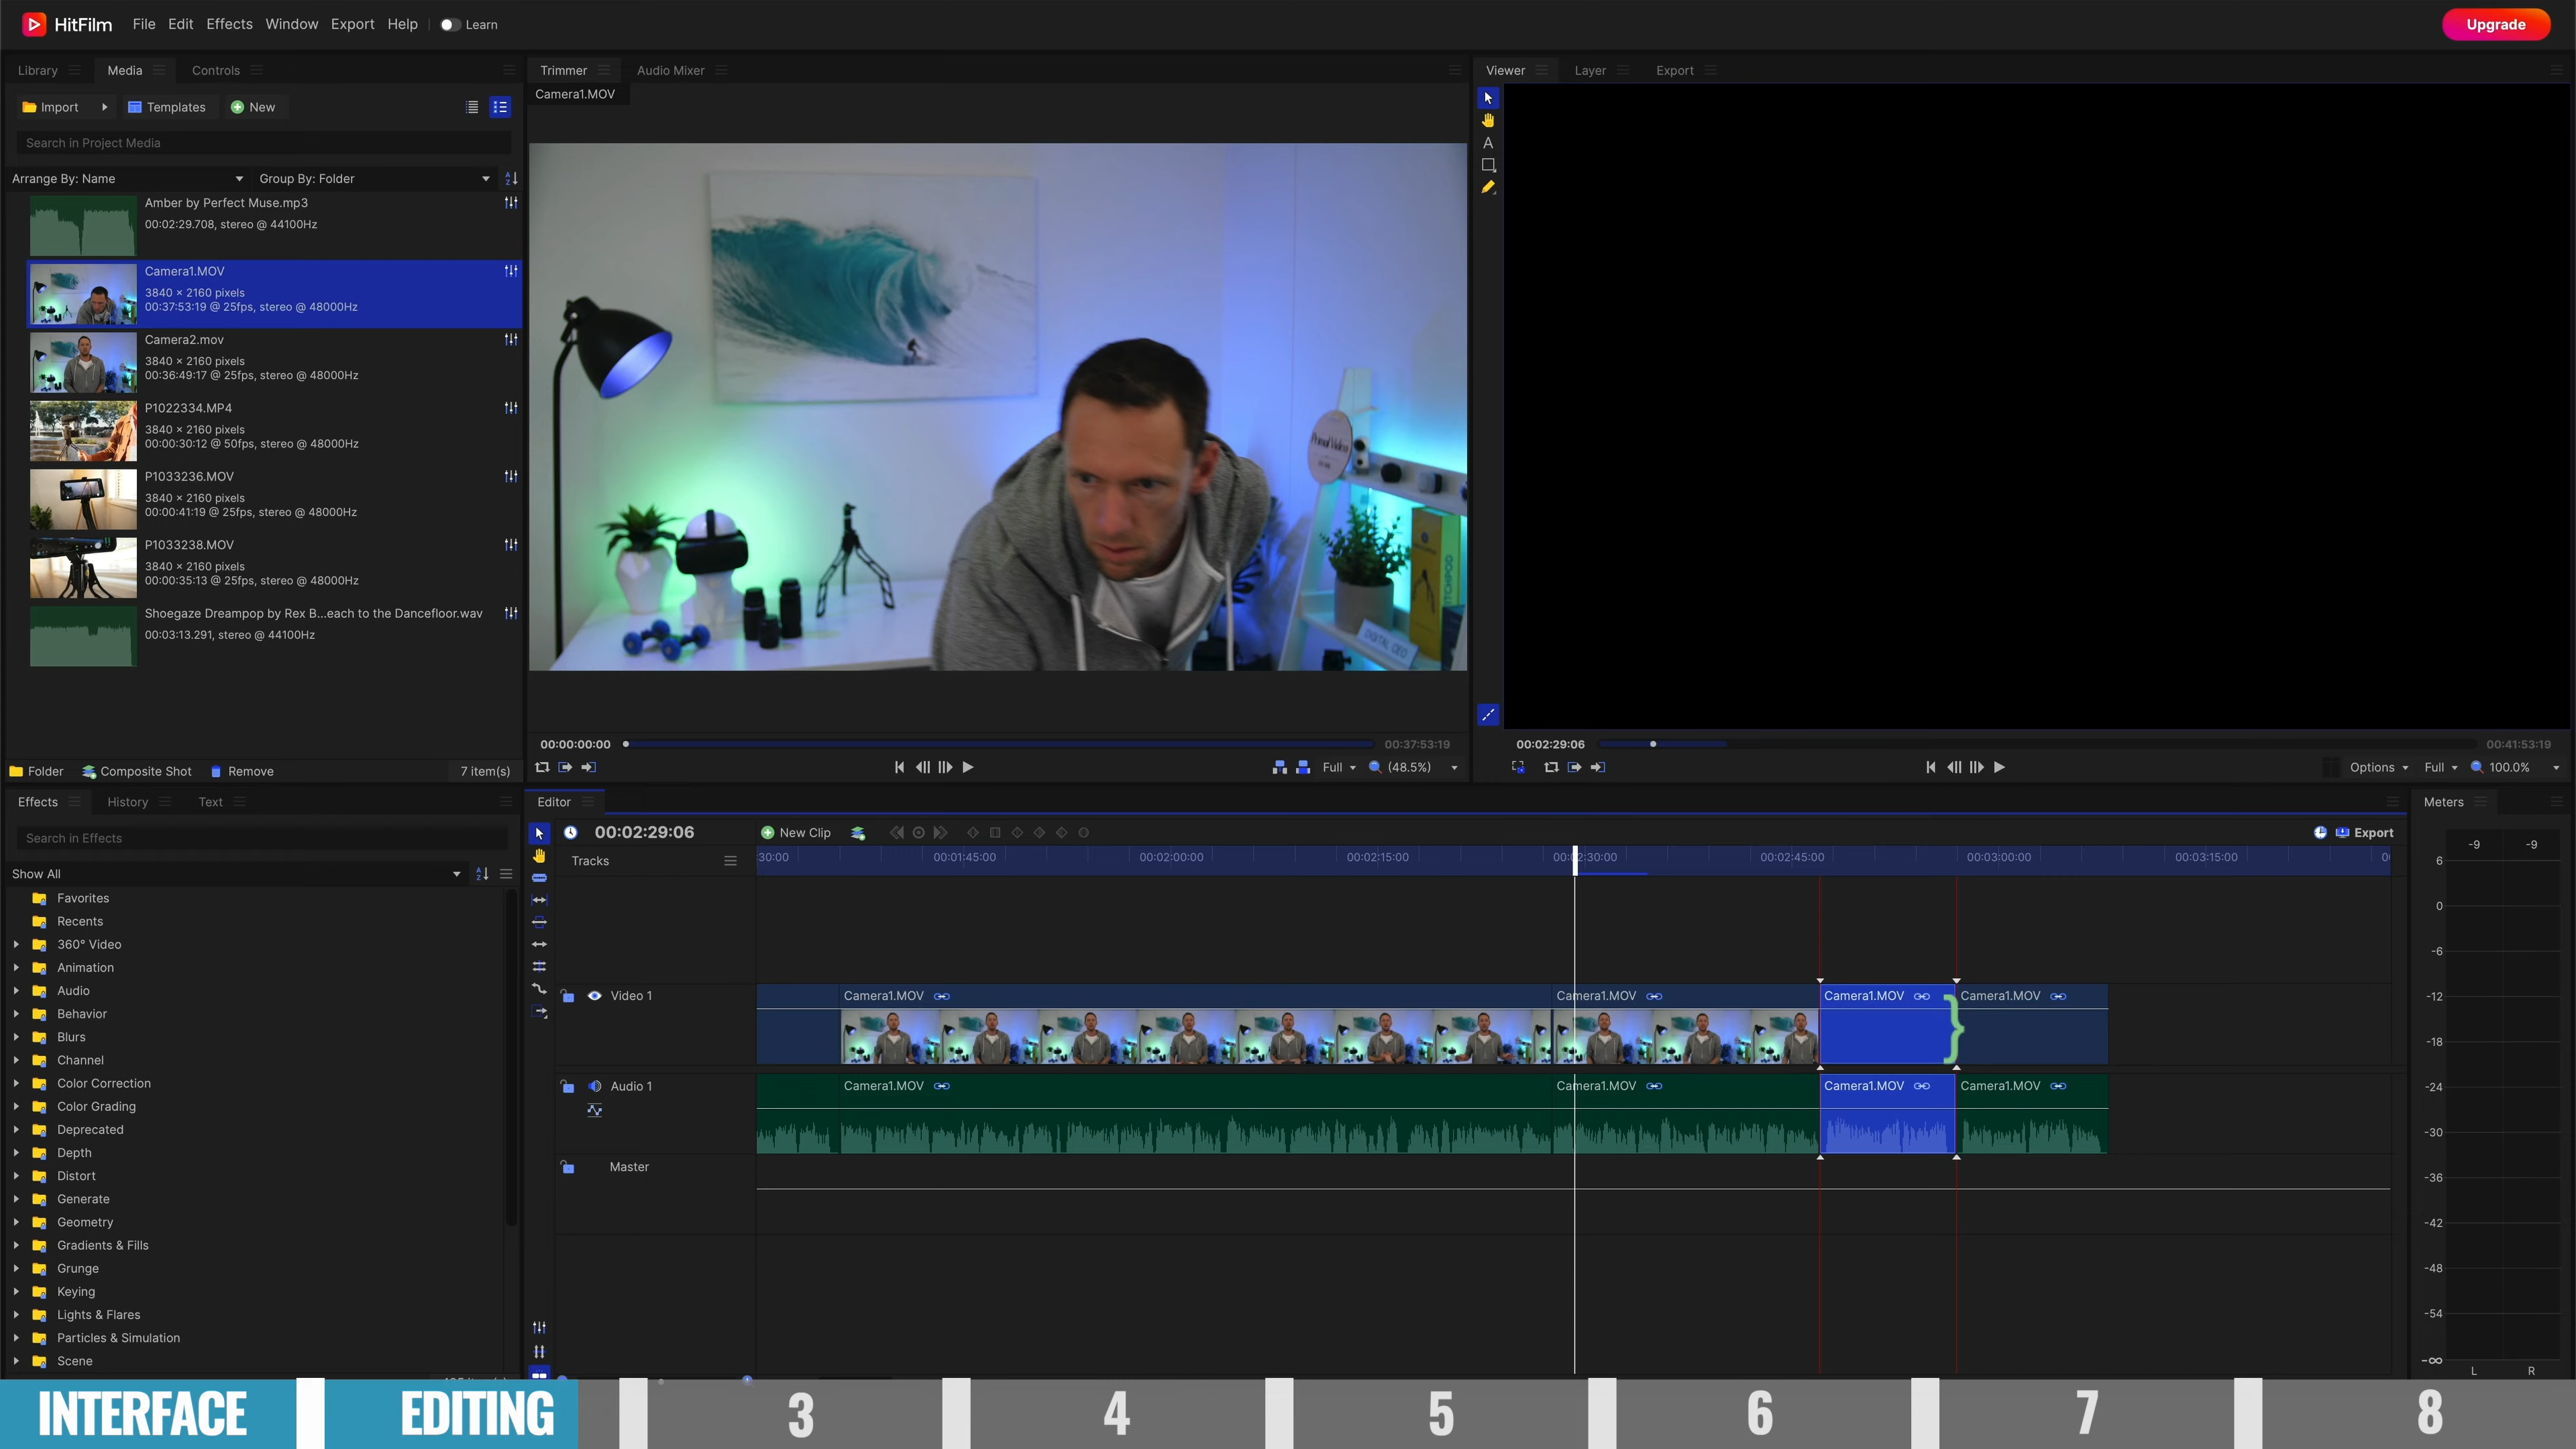 HitFilm File Edit Effects Window Export Help Learn Upgrade
Library Media Controls
Import Templates New
Search in Project Media
Arrange By: Name Group By: Folder
Amber by Perfect Muse.mp3
00:02:29.708, stereo @ 44100Hz
Camera1.MOV
3840 × 2160 pixels
00:37:53:19 @ 25fps, stereo @ 48000Hz
Camera2.mov
3840 × 2160 pixels
00:36:49:17 @ 25fps, stereo @ 48000Hz
P1022334.MP4
3840 × 2160 pixels
00:00:30:12 @ 50fps, stereo @ 48000Hz
P1033236.MOV
3840 × 2160 pixels
00:00:41:19 @ 25fps, stereo @ 48000Hz
P1033238.MOV
3840 × 2160 pixels
00:00:35:13 @ 25fps, stereo @ 48000Hz
Shoegaze Dreampop by Rex B...each to the Dancefloor.wav
00:03:13.291, stereo @ 44100Hz
Folder Composite Shot Remove 7 item(s)
Trimmer Audio Mixer
Camera1.MOV
Primal Video
DIGITAL CEO
00:00:00:00 00:37:53:19
Full (48.5%)
Viewer Layer Export
A
00:02:29:06 00:41:53:19
Options Full 100.0%
Effects History Text
Search in Effects
Show All
Favorites
Recents
360° Video
Animation
Audio
Behavior
Blurs
Channel
Color Correction
Color Grading
Deprecated
Depth
Distort
Generate
Geometry
Gradients & Fills
Grunge
Keying
Lights & Flares
Particles & Simulation
Scene
Editor
00:02:29:06 New Clip Export
Tracks
:30:00 00:01:45:00 00:02:00:00 00:02:15:00 00:02:30:00 00:02:45:00 00:03:00:00 00:03:15:00
Video 1 Camera1.MOV Camera1.MOV Camera1.MOV Camera1.MOV
Audio 1 Camera1.MOV Camera1.MOV Camera1.MOV Camera1.MOV
Master
Meters
-9 -9
6
0
-6
-12
-18
-24
-30
-36
-42
-48
-54
-∞
L R
INTERFACE EDITING 3 4 5 6 7 8